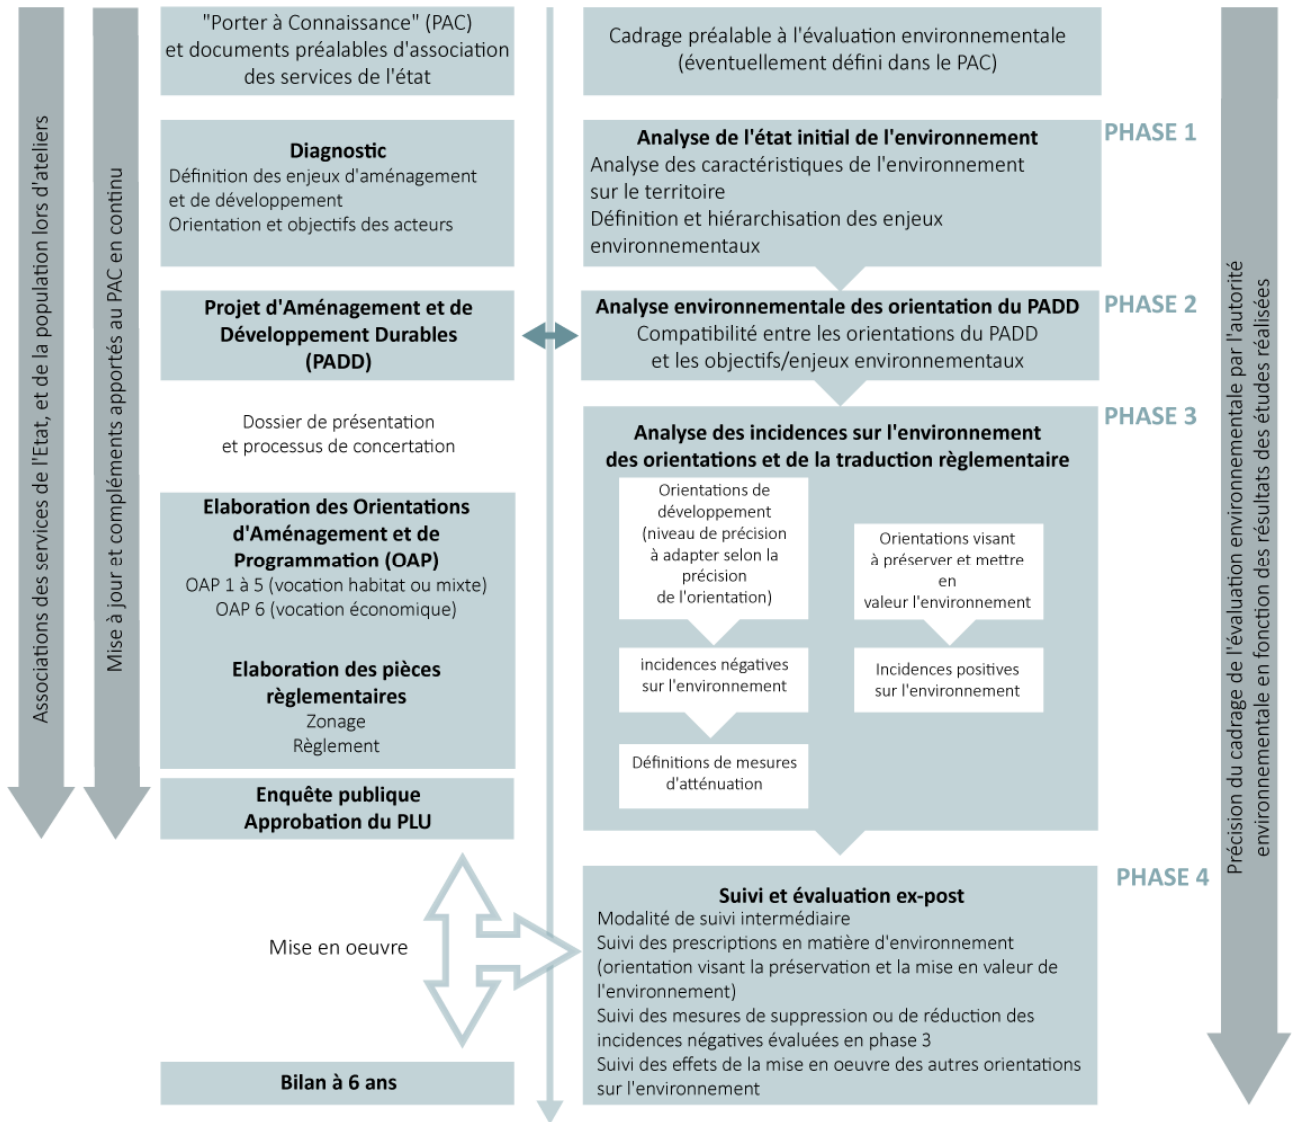 "Porter à Connaissance" (PAC)
et documents préalables d'association
des services de l'état
Cadrage préalable à l'évaluation environnementale
(éventuellement défini dans le PAC)
Associations des services de l'Etat, et de la population lors d'ateliers
Mise à jour et compléments apportés au PAC en continu
Diagnostic
Définition des enjeux d'aménagement
et de développement
Orientation et objectifs des acteurs
PHASE 1
Analyse de l'état initial de l'environnement
Analyse des caractéristiques de l'environnement
sur le territoire
Définition et hiérarchisation des enjeux
environnementaux
Projet d'Aménagement et de
Développement Durables
(PADD)
PHASE 2
Analyse environnementale des orientation du PADD
Compatibilité entre les orientations du PADD
et les objectifs/enjeux environnementaux
Dossier de présentation
et processus de concertation
PHASE 3
Analyse des incidences sur l'environnement
des orientations et de la traduction règlementaire
Orientations de
développement
(niveau de précision
à adapter selon la
précision
de l'orientation)
Orientations visant
à préserver et mettre
en
valeur l'environnement
incidences négatives
sur l'environnement
Incidences positives
sur l'environnement
Définitions de mesures
d'atténuation
Elaboration des Orientations
d'Aménagement et de
Programmation (OAP)
OAP 1 à 5 (vocation habitat ou mixte)
OAP 6 (vocation économique)
Elaboration des pièces
règlementaires
Zonage
Règlement
Enquête publique
Approbation du PLU
Mise en oeuvre
PHASE 4
Suivi et évaluation ex-post
Modalité de suivi intermédiaire
Suivi des prescriptions en matière d'environnement
(orientation visant la préservation et la mise en valeur de
l'environnement)
Suivi des mesures de suppression ou de réduction des
incidences négatives évaluées en phase 3
Suivi des effets de la mise en oeuvre des autres orientations
sur l'environnement
Bilan à 6 ans
Précision du cadrage de l'évaluation environnementale par l'autorité
environnementale en fonction des résultats des études réalisées